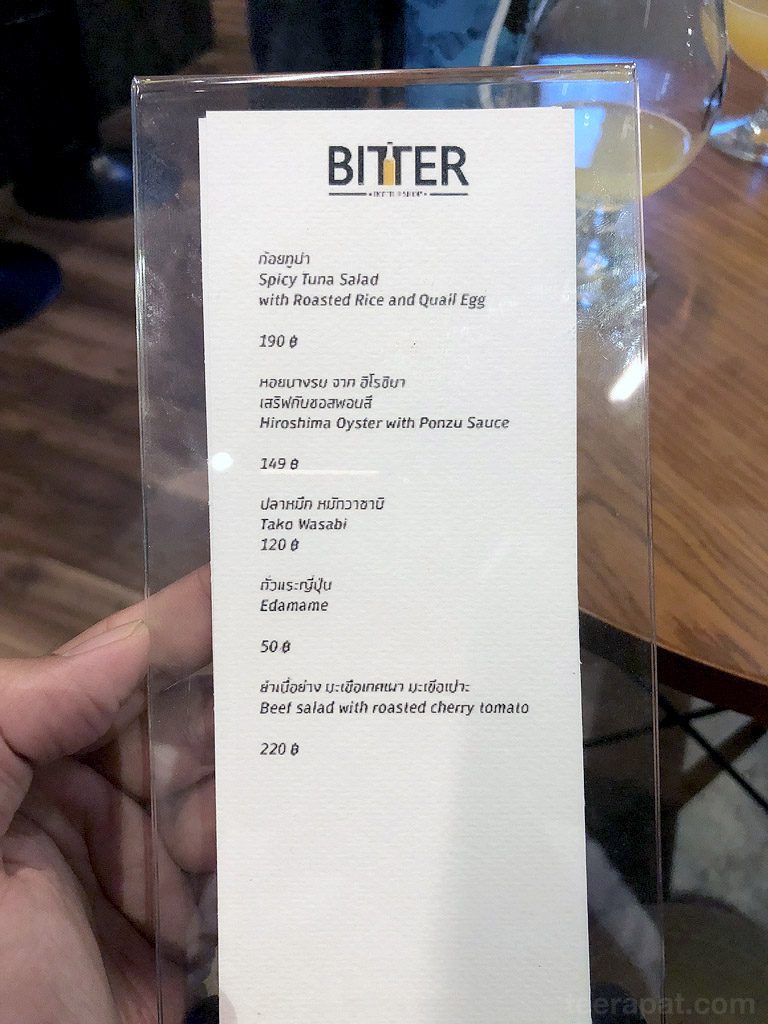 BITTER
BOTTLE SHOP
ก้อยทูน่า
Spicy Tuna Salad
with Roasted Rice and Quail Egg
190 ฿
หอยนางรม จาก ฮิโรชิมา
เสริฟกับซอสพอนสึ
Hiroshima Oyster with Ponzu Sauce
149 ฿
ปลาหมึก หมักวาซาบิ
Tako Wasabi
120 ฿
ถั่วแระญี่ปุ่น
Edamame
50 ฿
ยำเนื้อย่าง มะเขือเทศเผา มะเขือเปาะ
Beef salad with roasted cherry tomato
220 ฿
teerapat.com